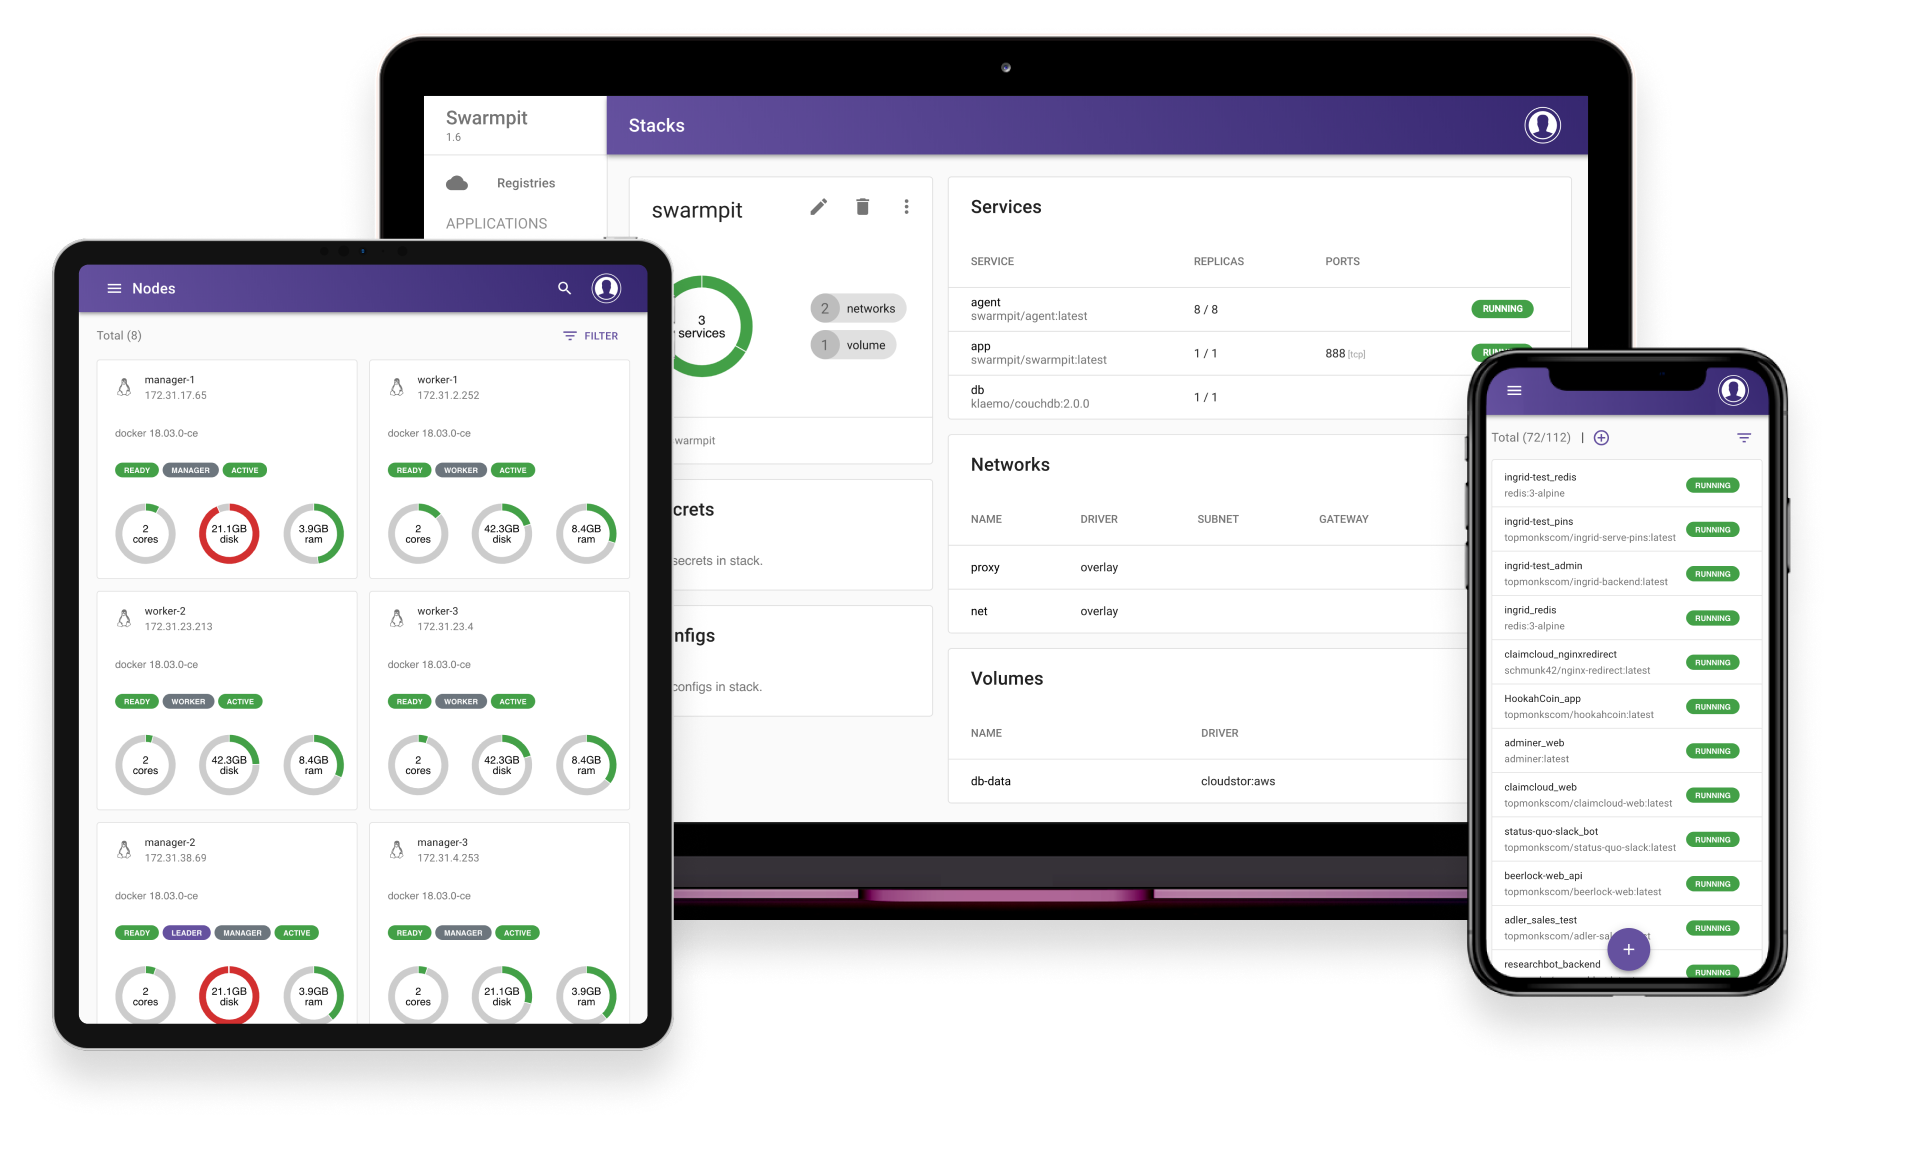 Swarmpit
1.6
Registries
APPLICATIONS
Stacks
swarmpit
3
services
2 networks
1 volume
warmpit
crets
secrets in stack.
nfigs
configs in stack.
Services
SERVICE REPLICAS PORTS
agent
swarmpit/agent:latest
8 / 8
RUNNING
app
swarmpit/swarmpit:latest
1 / 1
888 [tcp]
db
klaemo/couchdb:2.0.0
1 / 1
Networks
NAME DRIVER SUBNET GATEWAY
proxy overlay
net overlay
Volumes
NAME DRIVER
db-data cloudstor:aws
Nodes
Total (8)
FILTER
manager-1
172.31.17.65
docker 18.03.0-ce
READY MANAGER ACTIVE
2
cores
21.1GB
disk
3.9GB
ram
worker-1
172.31.2.252
docker 18.03.0-ce
READY WORKER ACTIVE
2
cores
42.3GB
disk
8.4GB
ram
worker-2
172.31.23.213
docker 18.03.0-ce
READY WORKER ACTIVE
2
cores
42.3GB
disk
8.4GB
ram
worker-3
172.31.23.4
docker 18.03.0-ce
READY WORKER ACTIVE
2
cores
42.3GB
disk
8.4GB
ram
manager-2
172.31.38.69
docker 18.03.0-ce
READY LEADER MANAGER ACTIVE
2
cores
21.1GB
disk
3.9GB
ram
manager-3
172.31.4.253
docker 18.03.0-ce
READY MANAGER ACTIVE
2
cores
21.1GB
disk
3.9GB
ram
Total (72/112) |
ingrid-test_redis
redis:3-alpine
RUNNING
ingrid-test_pins
topmonkscom/ingrid-serve-pins:latest
RUNNING
ingrid-test_admin
topmonkscom/ingrid-backend:latest
RUNNING
ingrid_redis
redis:3-alpine
RUNNING
claimcloud_nginxredirect
schmunk42/nginx-redirect:latest
RUNNING
HookahCoin_app
topmonkscom/hookahcoin:latest
RUNNING
adminer_web
adminer:latest
RUNNING
claimcloud_web
topmonkscom/claimcloud-web:latest
RUNNING
status-quo-slack_bot
topmonkscom/status-quo-slack:latest
RUNNING
beerlock-web_api
topmonkscom/beerlock-web:latest
RUNNING
adler_sales_test
topmonkscom/adler-sal
RUNNING
researchbot_backend
RUNNING